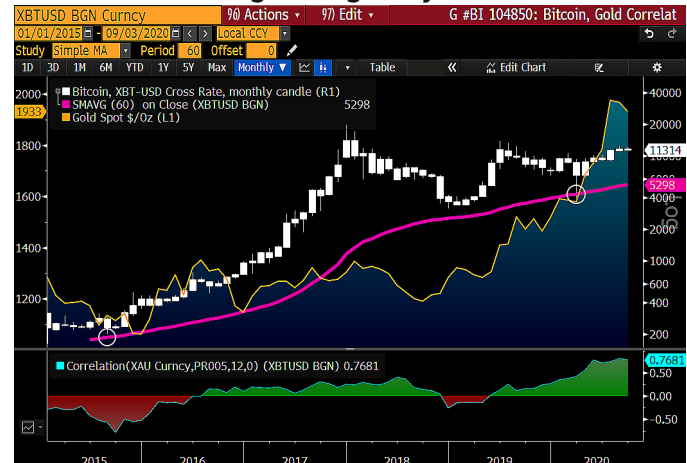 XBTUSD BGN Curncy 96) Actions 97) Edit G #BI 104850: Bitcoin, Gold Correlat
01/01/2015 - 09/03/2020 < > Local CCY
Study Simple MA Period 60 Offset 0
1D 3D 1M 6M YTD 1Y 5Y Max Monthly ▼ Table « Edit Chart
Bitcoin, XBT-USD Cross Rate, monthly candle (R1)
SMAVG (60) on Close (XBTUSD BGN) 5298
Gold Spot $/Oz (L1)
2000
1933
1800
1600
1400
1200
40000
20000
11314
5298
4000
Log
2000
1000
600
400
200
Correlation(XAU Curncy,PR005,12,0) (XBTUSD BGN) 0.7681
0.7681
0.50
0.00
-0.50
2015 2016 2017 2018 2019 2020